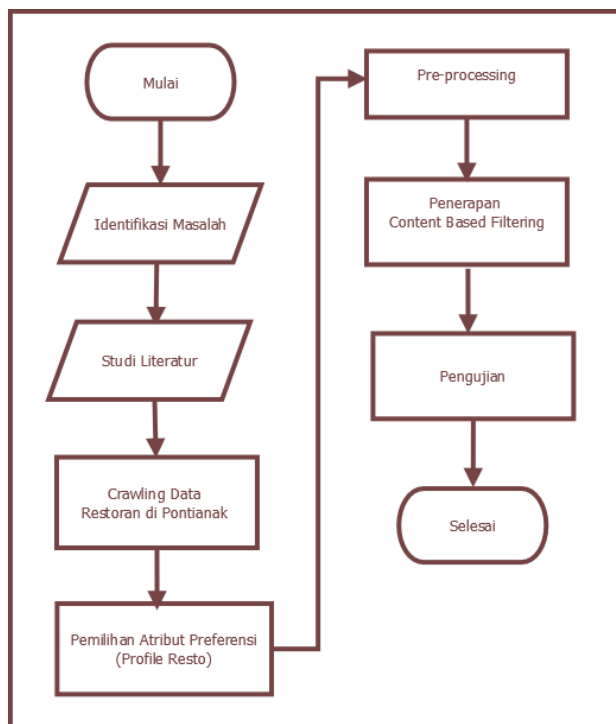 Mulai
Identifikasi Masalah
Studi Literatur
Crawling Data
Restoran di Pontianak
Pemilihan Atribut Preferensi
(Profile Resto)
Pre-processing
Penerapan
Content Based Filtering
Pengujian
Selesai